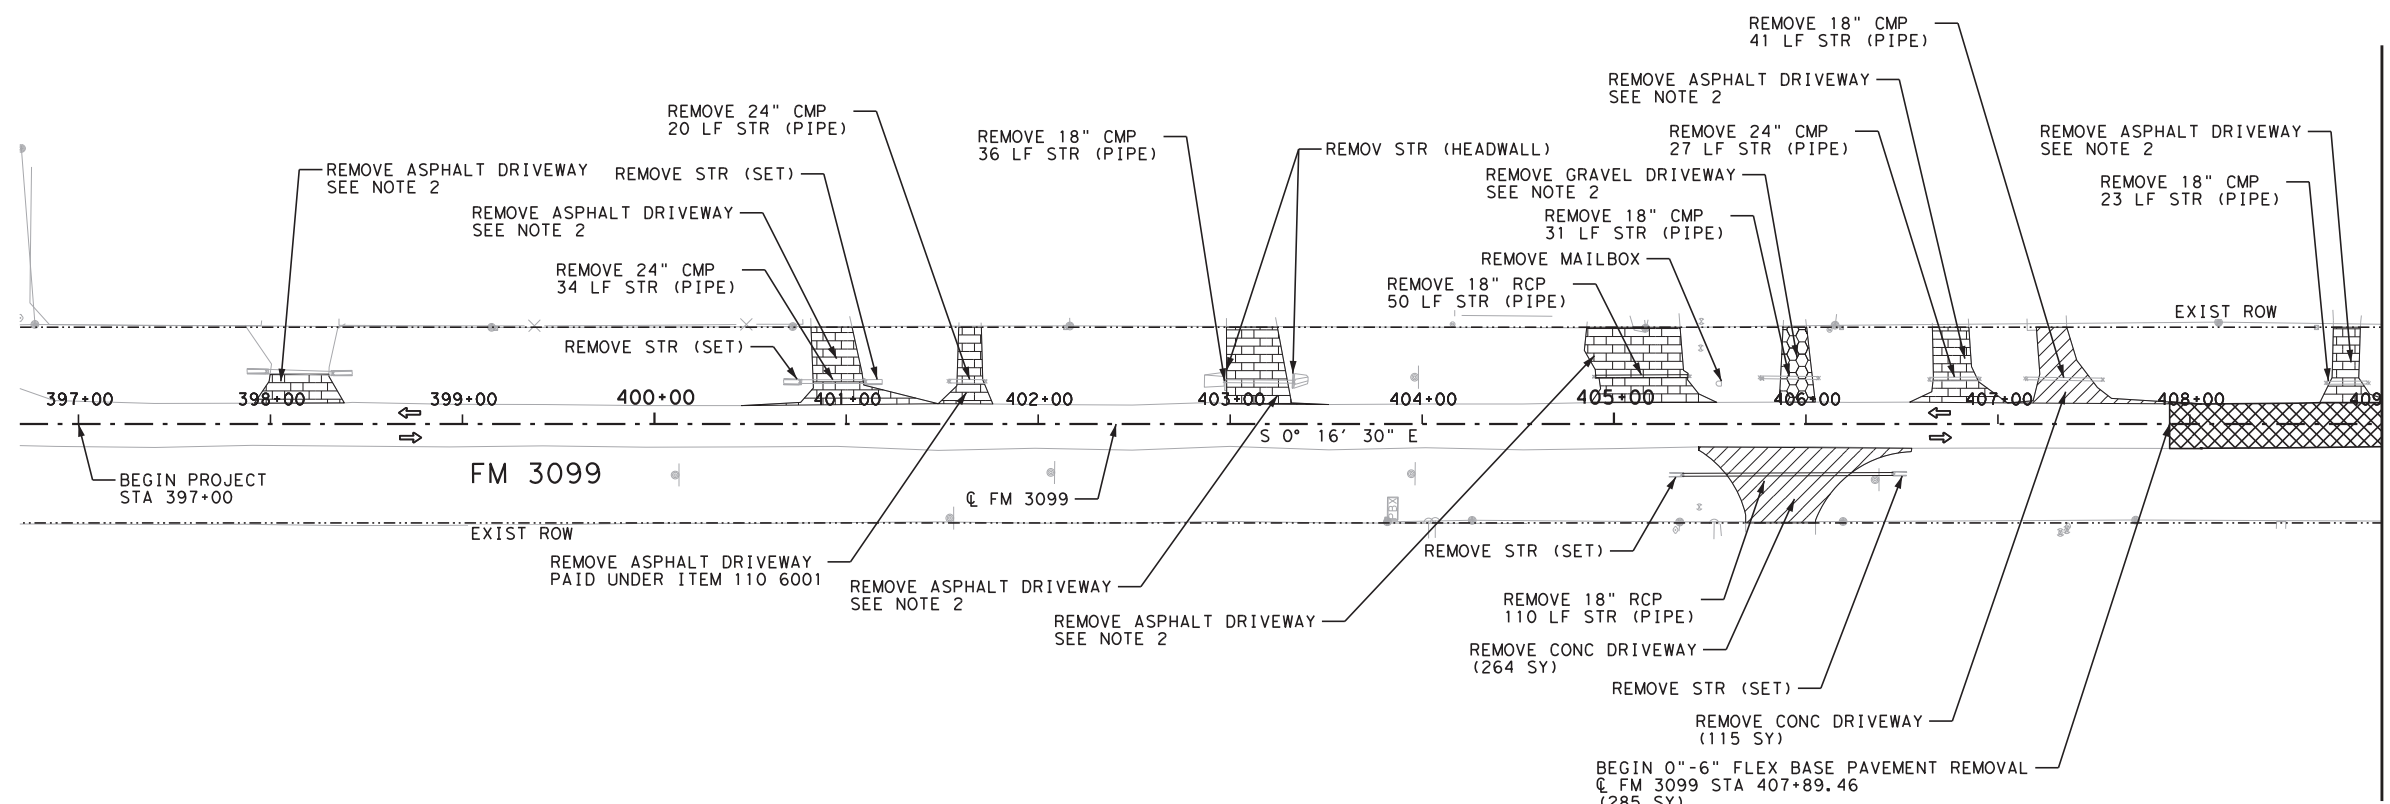 REMOVE 18" CMP
41 LF STR (PIPE)
REMOVE ASPHALT DRIVEWAY
SEE NOTE 2
REMOVE 24" CMP
20 LF STR (PIPE)
REMOVE 18" CMP
36 LF STR (PIPE)
REMOV STR (HEADWALL)
REMOVE 24" CMP
27 LF STR (PIPE)
REMOVE ASPHALT DRIVEWAY
SEE NOTE 2
REMOVE ASPHALT DRIVEWAY
SEE NOTE 2
REMOVE STR (SET)
REMOVE GRAVEL DRIVEWAY
SEE NOTE 2
REMOVE 18" CMP
23 LF STR (PIPE)
REMOVE ASPHALT DRIVEWAY
SEE NOTE 2
REMOVE 18" CMP
31 LF STR (PIPE)
REMOVE MAILBOX
REMOVE 24" CMP
34 LF STR (PIPE)
REMOVE 18" RCP
50 LF STR (PIPE)
EXIST ROW
REMOVE STR (SET)
397+00
398+00
399+00
400+00
401+00
402+00
403+00
404+00
405+00
406+00
407+00
408+00
409
S 0° 16' 30" E
BEGIN PROJECT
STA 397+00
FM 3099
℄ FM 3099
EXIST ROW
REMOVE ASPHALT DRIVEWAY
PAID UNDER ITEM 110 6001
REMOVE ASPHALT DRIVEWAY
SEE NOTE 2
REMOVE ASPHALT DRIVEWAY
SEE NOTE 2
REMOVE STR (SET)
REMOVE 18" RCP
110 LF STR (PIPE)
REMOVE CONC DRIVEWAY
(264 SY)
REMOVE STR (SET)
REMOVE CONC DRIVEWAY
(115 SY)
BEGIN 0"-6" FLEX BASE PAVEMENT REMOVAL
℄ FM 3099 STA 407+89.46
(285 SY)